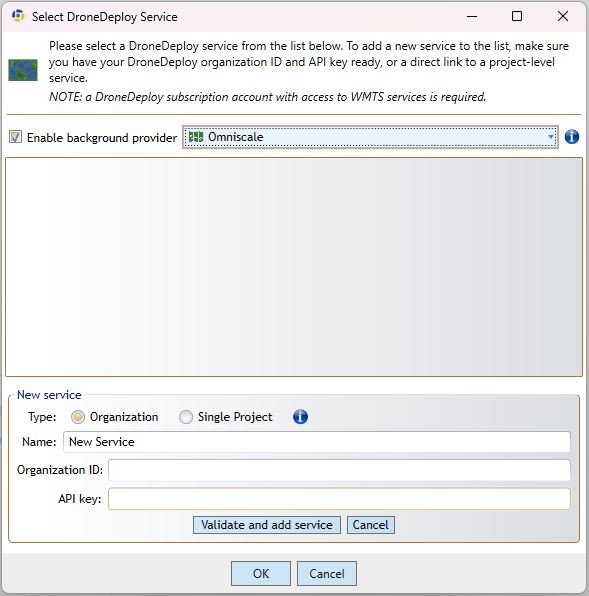 Select DroneDeploy Service
Please select a DroneDeploy service from the list below. To add a new service to the list, make sure
you have your DroneDeploy organization ID and API key ready, or a direct link to a project-level
service.
NOTE: a DroneDeploy subscription account with access to WMTS services is required.
Enable background provider
Omniscale
New service
Type: Organization Single Project
Name: New Service
Organization ID:
API key:
Validate and add service Cancel
OK Cancel